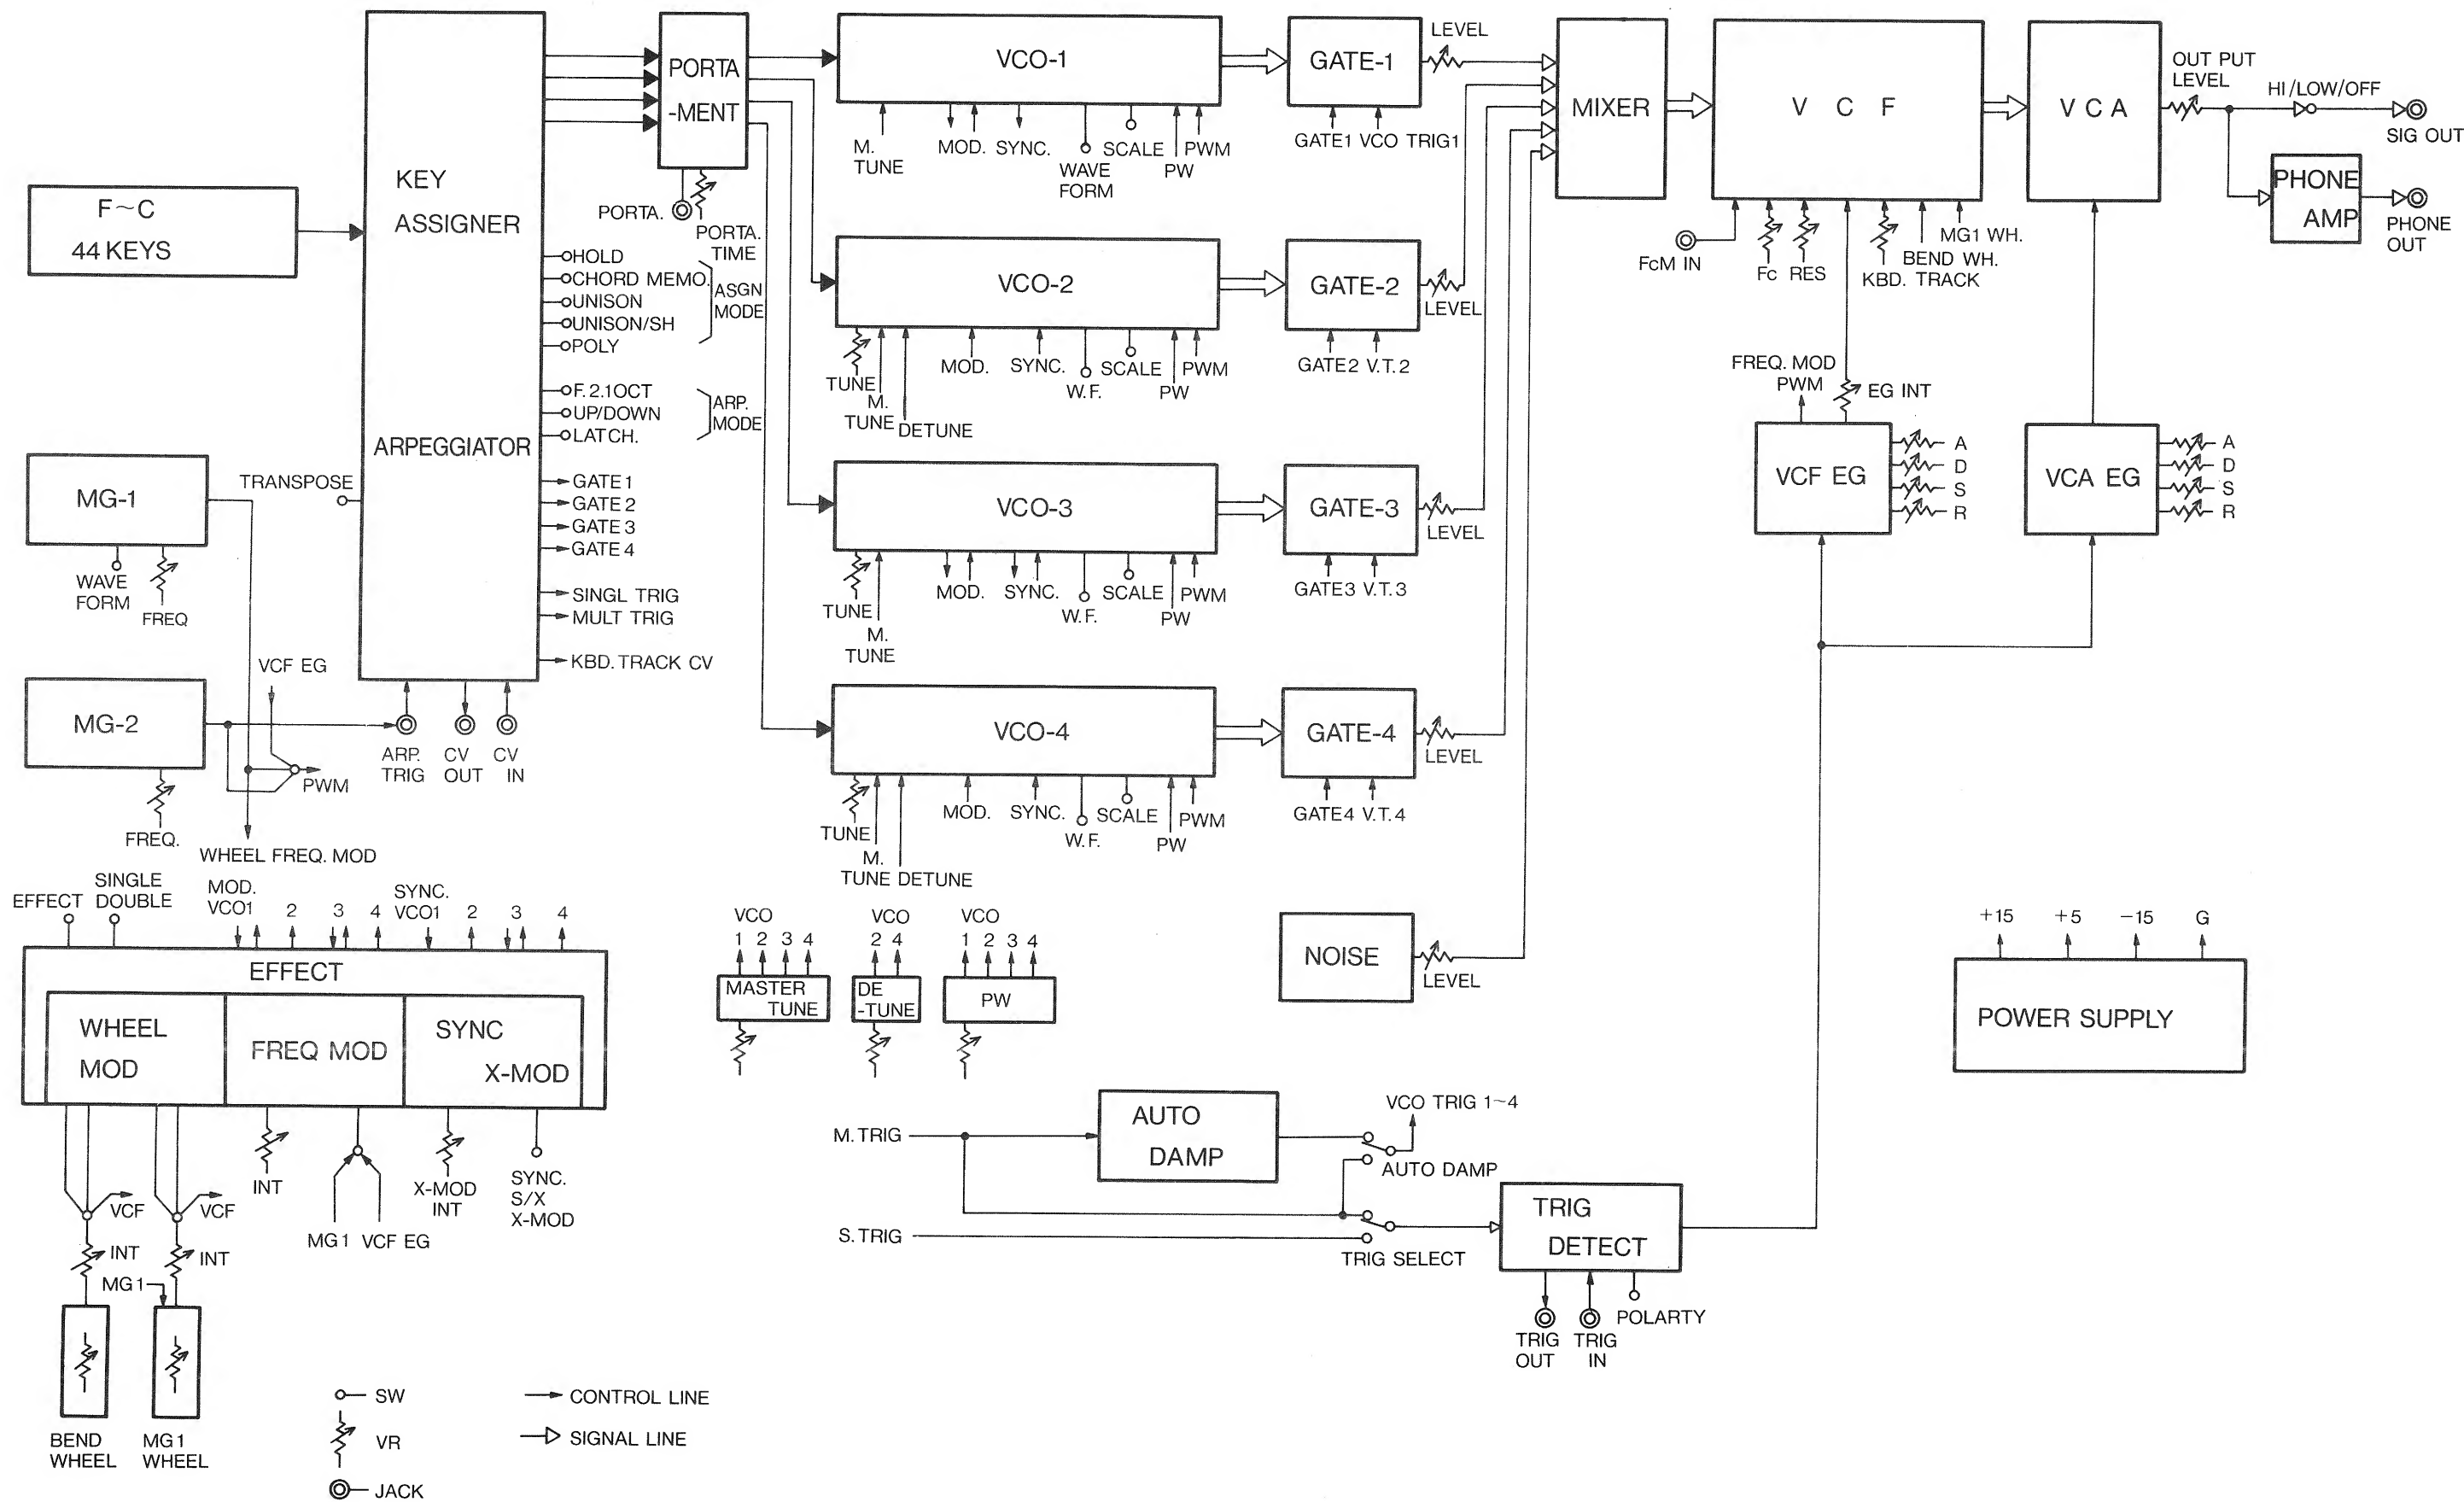 F~C
44 KEYS
KEY
ASSIGNER
ARPEGGIATOR
HOLD
CHORD MEMO.
UNISON
UNISON/SH
POLY
ASGN
MODE
F. 2.1OCT
UP/DOWN
LATCH.
ARP.
MODE
GATE 1
GATE 2
GATE 3
GATE 4
SINGL TRIG
MULT TRIG
KBD. TRACK CV
TRANSPOSE
ARP.
TRIG
CV
OUT
CV
IN
PORTA
-MENT
PORTA.
PORTA.
TIME
VCO-1
M.
TUNE
MOD.
SYNC.
WAVE
FORM
SCALE
PW
PWM
GATE-1
LEVEL
GATE1
VCO TRIG1
VCO-2
TUNE
M.
TUNE
DETUNE
MOD.
SYNC.
W.F.
SCALE
PW
PWM
GATE-2
LEVEL
GATE2
V.T.2
VCO-3
TUNE
M.
TUNE
MOD.
SYNC.
W.F.
SCALE
PW
PWM
GATE-3
LEVEL
GATE3
V.T.3
VCO-4
TUNE
M.
TUNE
DETUNE
MOD.
SYNC.
W.F.
SCALE
PW
PWM
GATE-4
LEVEL
GATE4
V.T.4
NOISE
LEVEL
MIXER
V C F
FcM IN
Fc
RES
KBD. TRACK
BEND WH.
MG1 WH.
V C A
OUT PUT
LEVEL
HI/LOW/OFF
SIG OUT
PHONE
AMP
PHONE
OUT
FREQ. MOD
PWM
EG INT
VCF EG
A
D
S
R
VCA EG
A
D
S
R
MG-1
WAVE
FORM
FREQ
MG-2
FREQ.
VCF EG
PWM
WHEEL FREQ. MOD
EFFECT
SINGLE
DOUBLE
MOD.
VCO1
2
3
4
SYNC.
VCO1
2
3
4
EFFECT
WHEEL
MOD
FREQ MOD
SYNC
X-MOD
VCF
VCF
INT
INT
MG1
BEND
WHEEL
MG1
WHEEL
INT
MG1
VCF EG
X-MOD
INT
SYNC.
S/X
X-MOD
VCO
1 2 3 4
MASTER
TUNE
VCO
2 4
DE
-TUNE
VCO
1 2 3 4
PW
M. TRIG
S. TRIG
AUTO
DAMP
VCO TRIG 1~4
AUTO DAMP
TRIG SELECT
TRIG
DETECT
TRIG
OUT
TRIG
IN
POLARTY
+15
+5
−15
G
POWER SUPPLY
SW
VR
JACK
CONTROL LINE
SIGNAL LINE